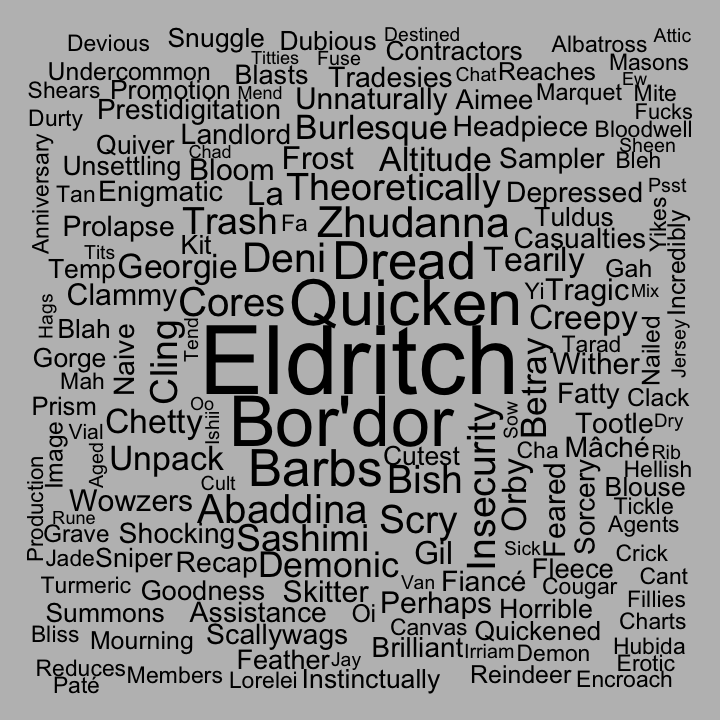 Devious Snuggle Dubious Destined Albatross Attic
Titties Fuse Contractors Masons
Undercommon Blasts Tradesies Chat Reaches Ew
Shears Promotion Mend Unnaturally Aimee Marquet Mite
Durty Prestidigitation Landlord Burlesque Headpiece Bloodwell Fucks
Quiver Chad Frost Altitude Sampler Sheen Bleh
Anniversary Unsettling Bloom Theoretically Psst
Tan Enigmatic La Depressed Tuldus Yikes
Prolapse Trash Fa Zhudanna Casualties Incredibly
Tits Kit Deni Dread Tearily Gah
Temp Georgie Yi Tragic Mix
Hags Clammy Cores Quicken Creepy
Blah Naive Cling Tend Eldritch Tarad Nailed Jersey
Gorge Betray Wither
Mah Fatty Clack
Prism Oo Bor'dor Sow Tootle Dry
Image Vial Chetty Ishii Insecurity Cha Mâché Rib
Aged Unpack Barbs Cutest Orby Hellish
Production Cult Bish Feared Sorcery Blouse
Wowzers Abaddina Scry Tickle
Rune Agents
Grave Shocking Sashimi Gil Sick Crick
Jade Sniper Recap Demonic Fleece
Turmeric Goodness Skitter Van Fiancé Cougar Cant
Summons Assistance Oi Perhaps Horrible Fillies
Bliss Mourning Scallywags Canvas Quickened Charts
Feather Jay Brilliant Irriam Demon Hubida
Reduces Members Lorelei Instinctually Reindeer Erotic
Paté Encroach